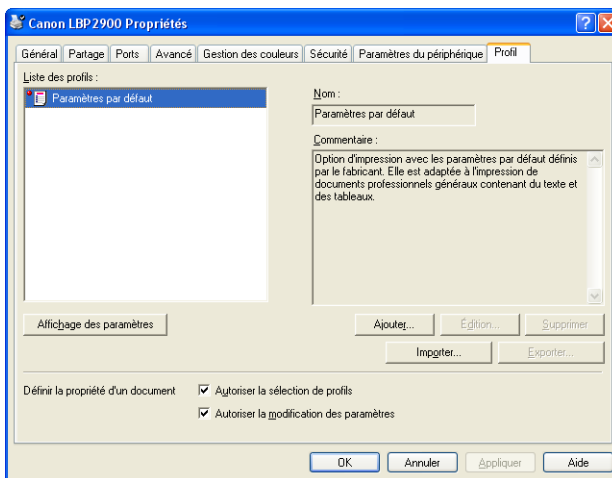 Canon LBP2900 Propriétés
Général Partage Ports Avancé Gestion des couleurs Sécurité Paramètres du périphérique Profil
Liste des profils :
Paramètres par défaut
Nom :
Paramètres par défaut
Commentaire :
Option d'impression avec les paramètres par défaut définis
par le fabricant. Elle est adaptée à l'impression de
documents professionnels généraux contenant du texte et
des tableaux.
Affichage des paramètres
Ajouter... Édition... Supprimer
Importer... Exporter...
Définir la propriété d'un document
Autoriser la sélection de profils
Autoriser la modification des paramètres
OK Annuler Appliquer Aide